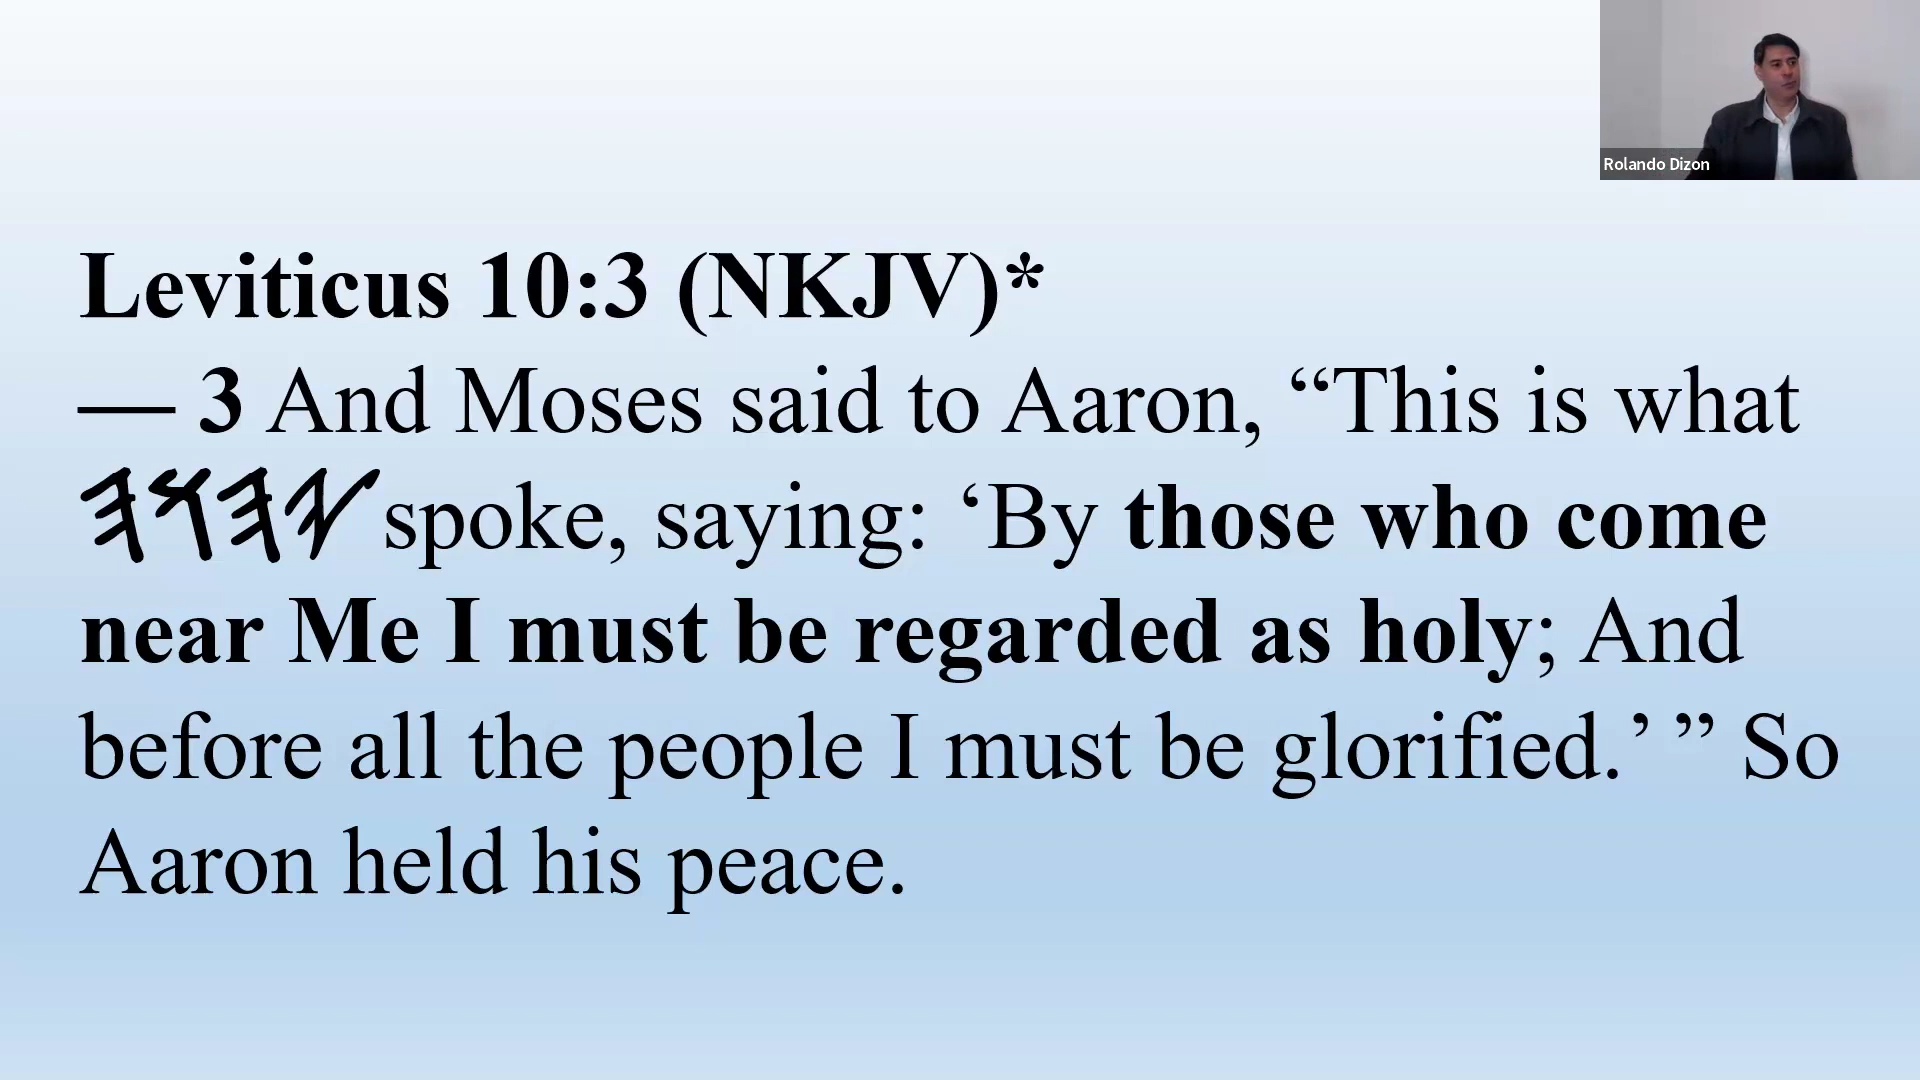 Rolando Dizon
Leviticus 10:3 (NKJV)*
— 3 And Moses said to Aaron, “This is what
𐤉𐤄𐤅𐤄 spoke, saying: ‘By those who come
near Me I must be regarded as holy; And
before all the people I must be glorified.’ ” So
Aaron held his peace.